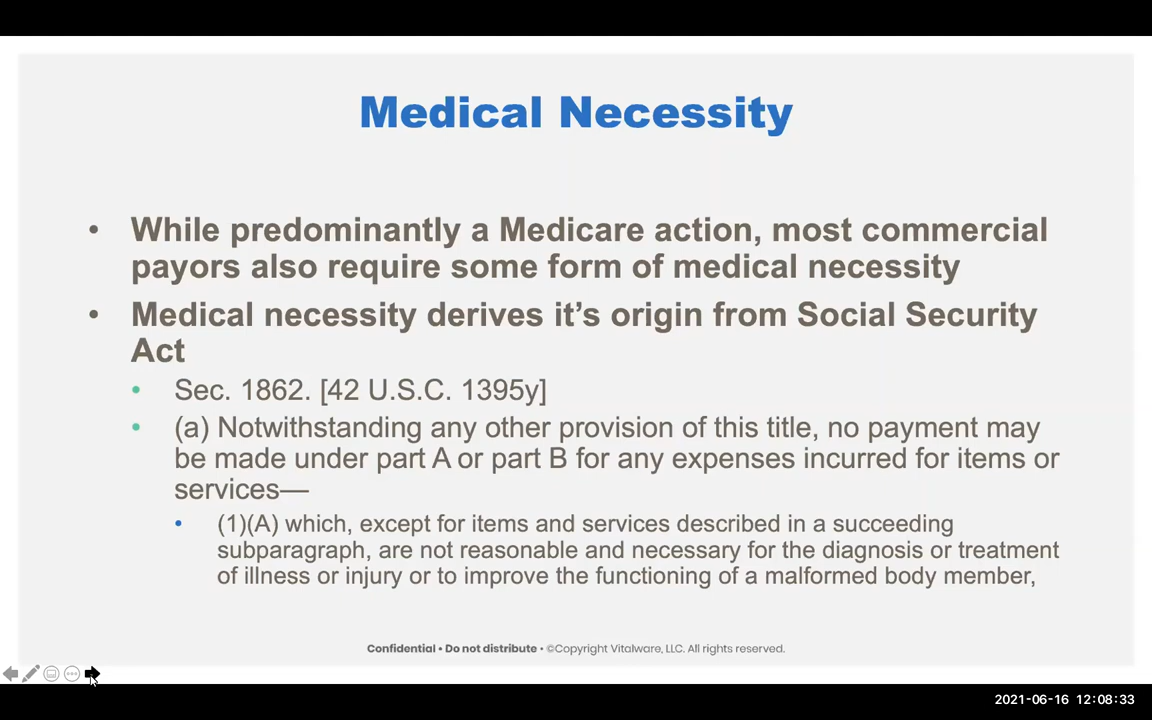 Medical Necessity
• While predominantly a Medicare action, most commercial
payors also require some form of medical necessity
• Medical necessity derives it’s origin from Social Security
Act
• Sec. 1862. [42 U.S.C. 1395y]
• (a) Notwithstanding any other provision of this title, no payment may
be made under part A or part B for any expenses incurred for items or
services—
• (1)(A) which, except for items and services described in a succeeding
subparagraph, are not reasonable and necessary for the diagnosis or treatment
of illness or injury or to improve the functioning of a malformed body member,
Confidential • Do not distribute • ©Copyright Vitalware, LLC. All rights reserved.
2021-06-16 12:08:33